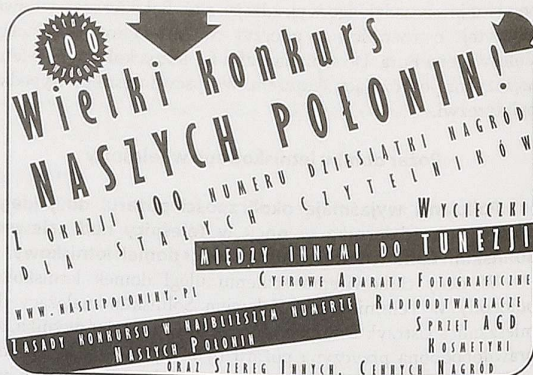 100
Wielki konkurs
NASZYCH POŁONIN!
Z OKAZJI 100 NUMERU DZIESIĄTKI NAGRÓD
DLA STAŁYCH CZYTELNIKÓW
WYCIECZKI
MIĘDZY INNYMI DO TUNEZJI
CYFROWE APARATY FOTOGRAFICZNE
WWW.NASZEPOLONINY.PL
RADIOODTWARZACZE
ZASADY KONKURSU W NAJBLIŻSZYM NUMERZE
NASZYCH POŁONIN
SPRZĘT AGD
KOSMETYKI
ORAZ SZEREG INNYCH, CENNYCH NAGRÓD